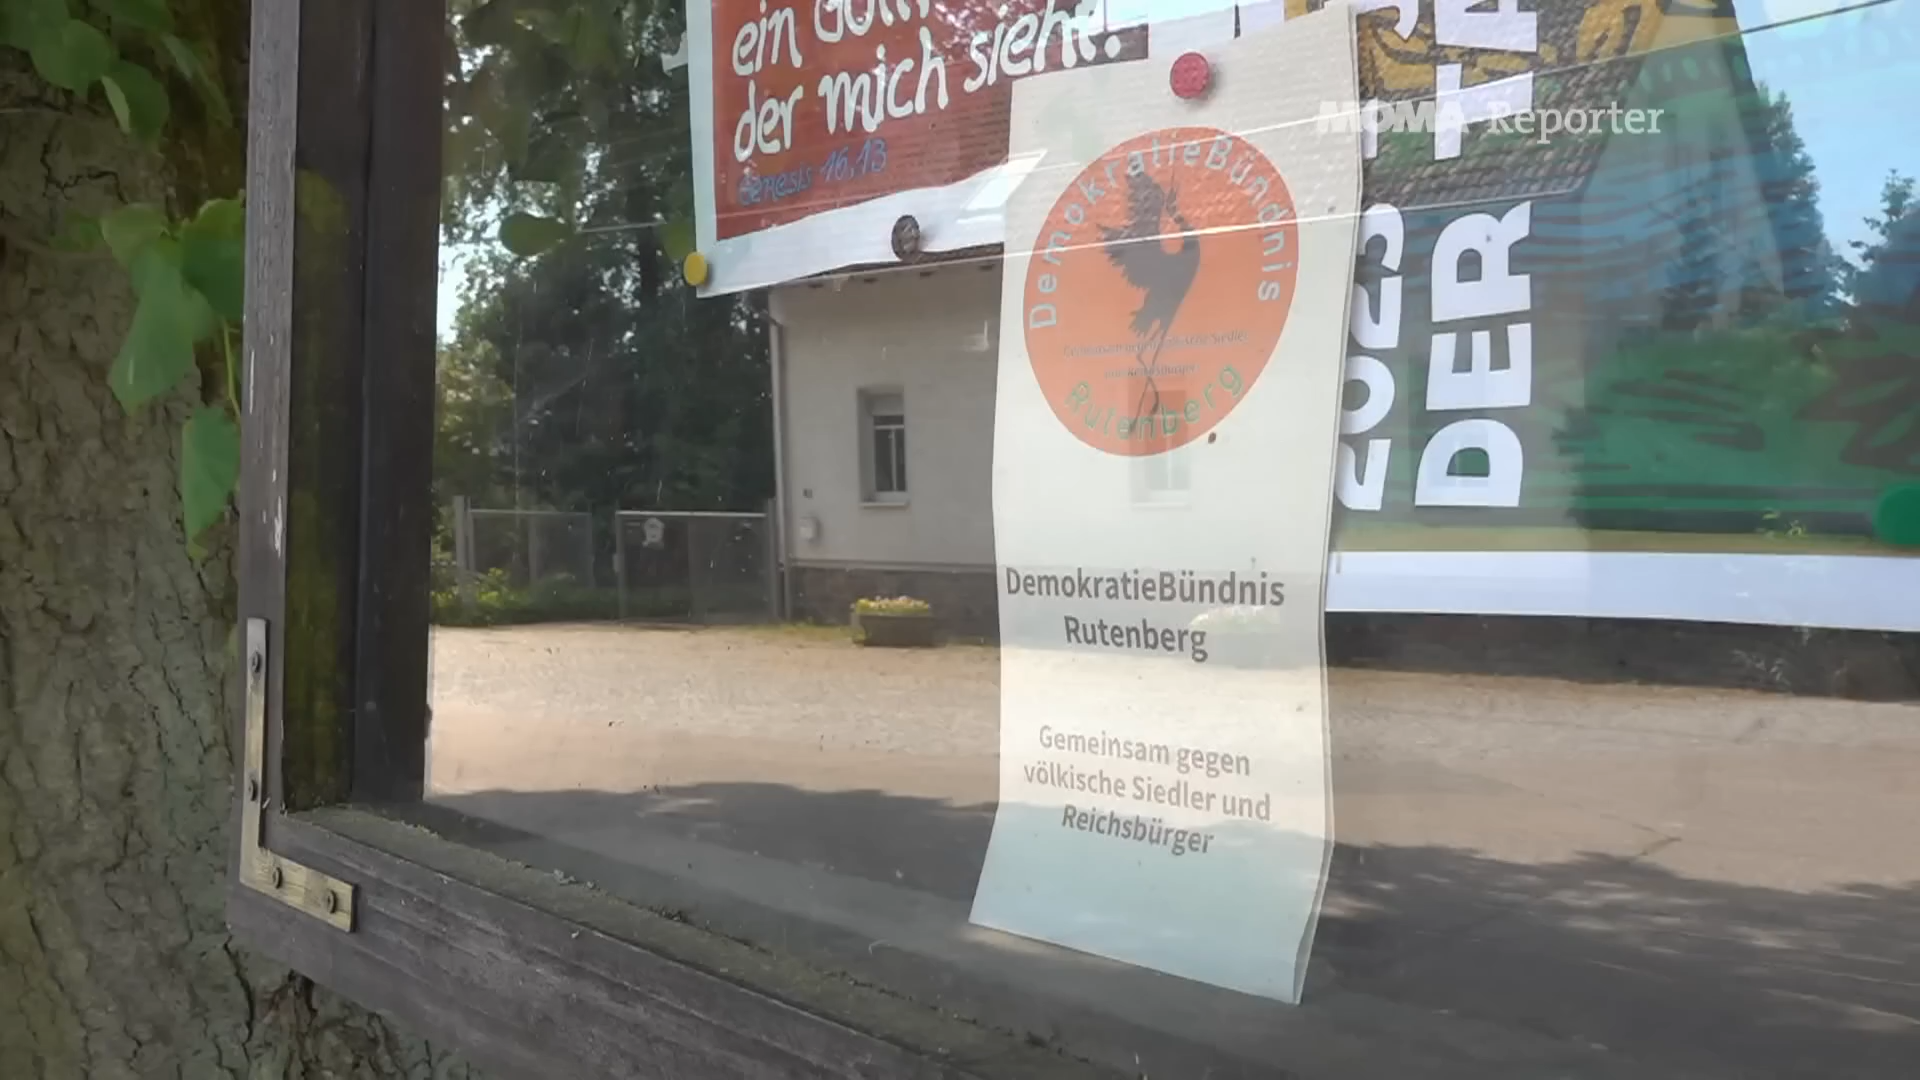 ein Gott,
der mich sieht.
Genesis 16,13
MOMA Reporter
DemokratieBündnis
Rutenberg
2023
DER TA
DemokratieBündnis
Rutenberg
Gemeinsam gegen
völkische Siedler und
Reichsbürger